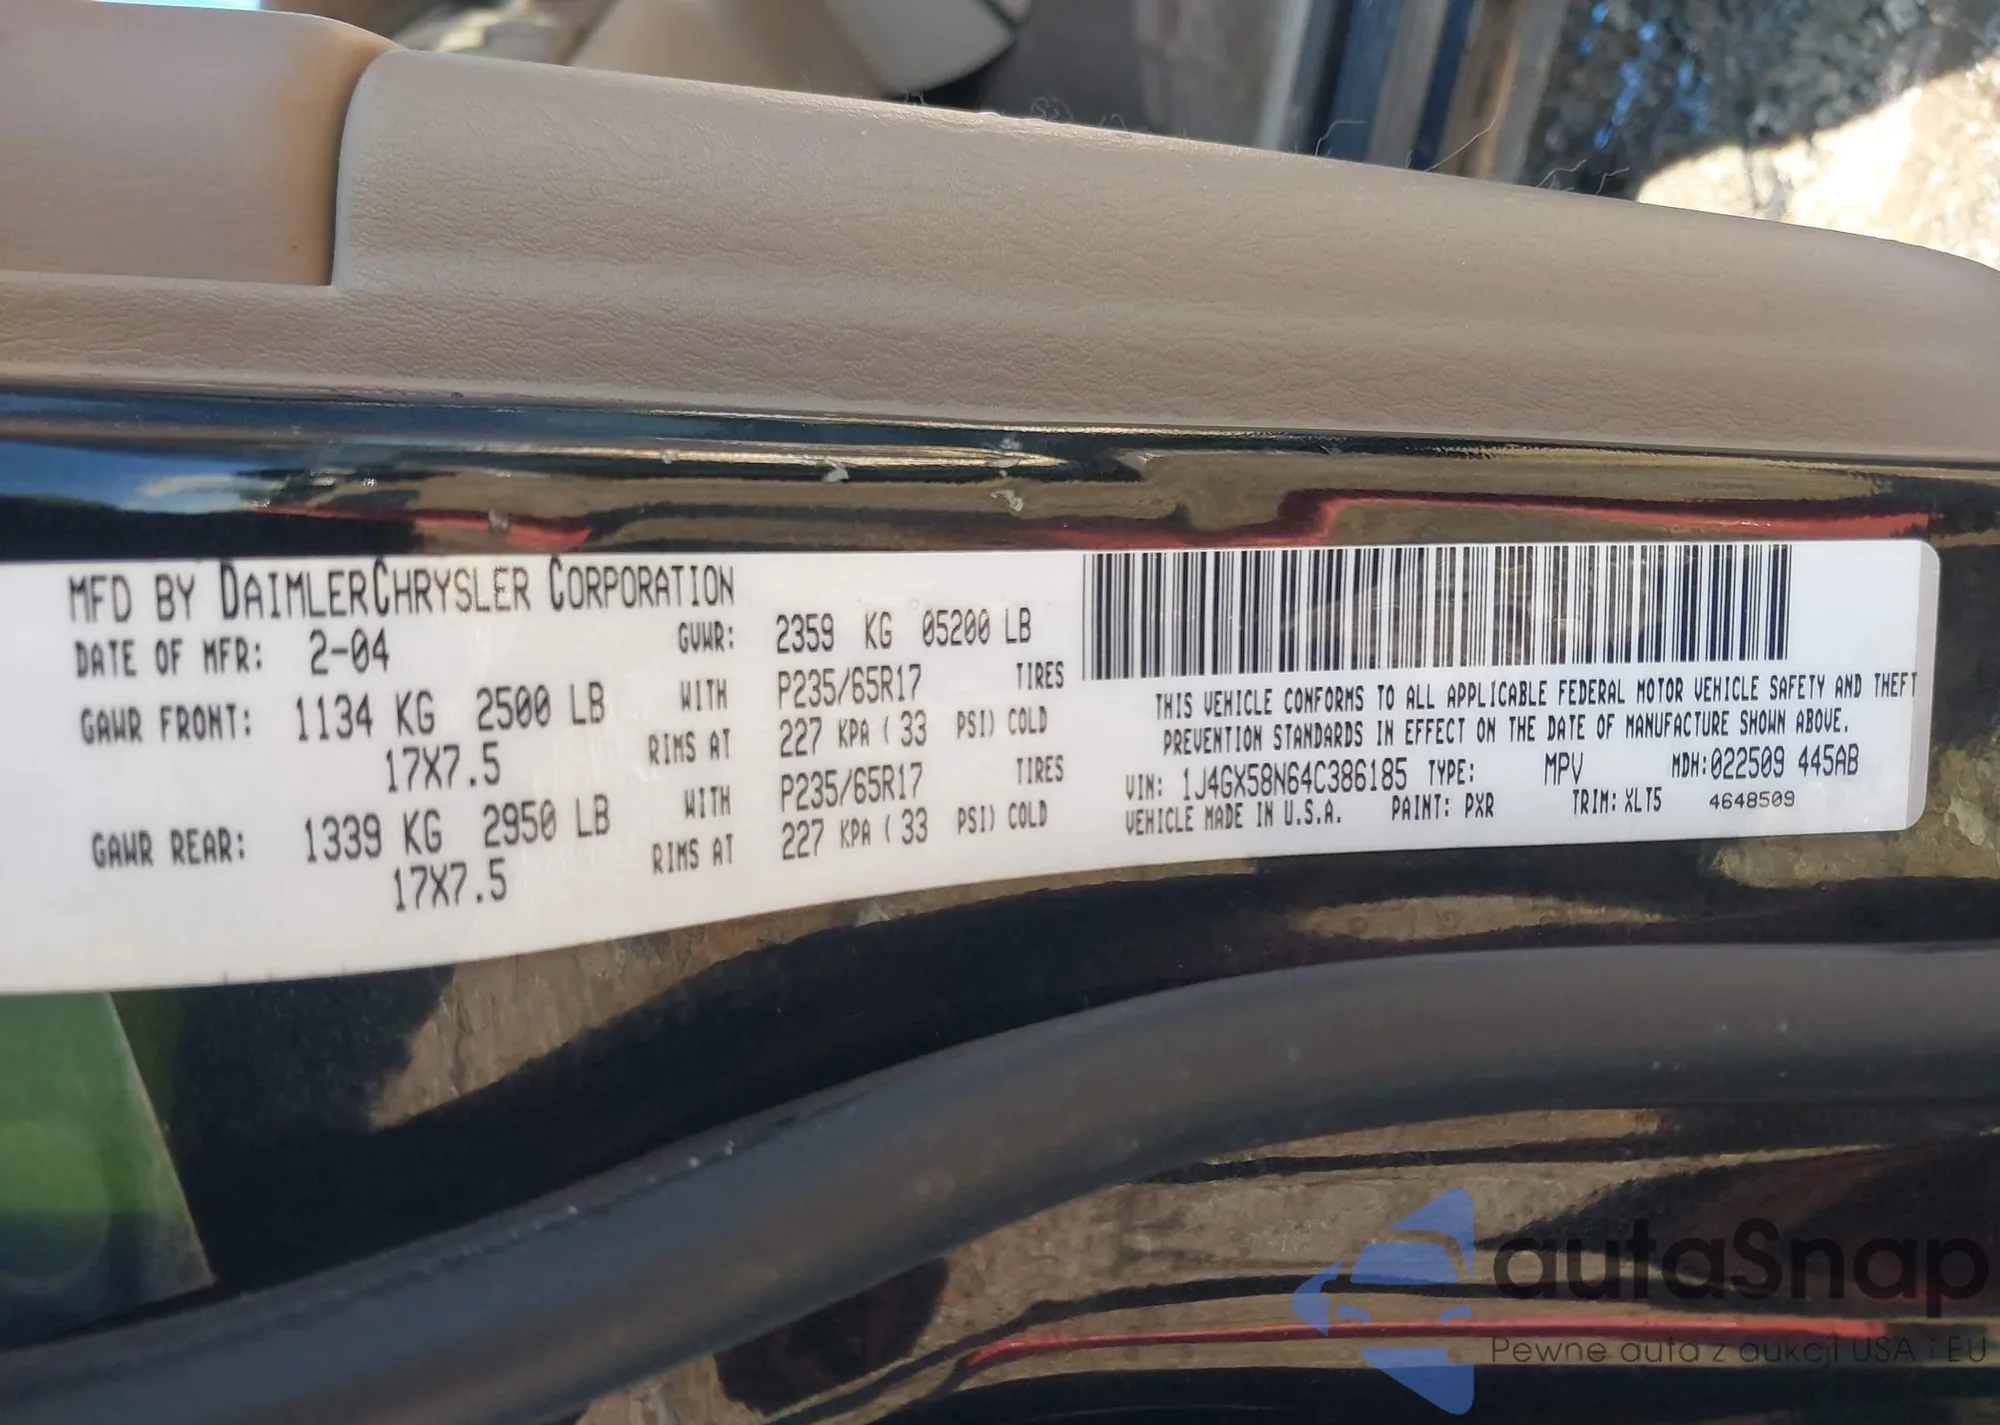 MFD BY DAIMLERCHRYSLER CORPORATION
DATE OF MFR: 2-04 GVWR: 2359 KG 05200 LB
GAWR FRONT: 1134 KG 2500 LB WITH P235/65R17 TIRES
17X7.5 RIMS AT 227 KPA ( 33 PSI) COLD
GAWR REAR: 1339 KG 2950 LB WITH P235/65R17 TIRES
17X7.5 RIMS AT 227 KPA ( 33 PSI) COLD
THIS VEHICLE CONFORMS TO ALL APPLICABLE FEDERAL MOTOR VEHICLE SAFETY AND THEFT
PREVENTION STANDARDS IN EFFECT ON THE DATE OF MANUFACTURE SHOWN ABOVE.
VIN: 1J4GX58N64C386185 TYPE: MPV MDH:022509 445AB
VEHICLE MADE IN U.S.A. PAINT: PXR TRIM: XLT5 4648509
autaSnap
Pewne auta z aukcji USA i EU